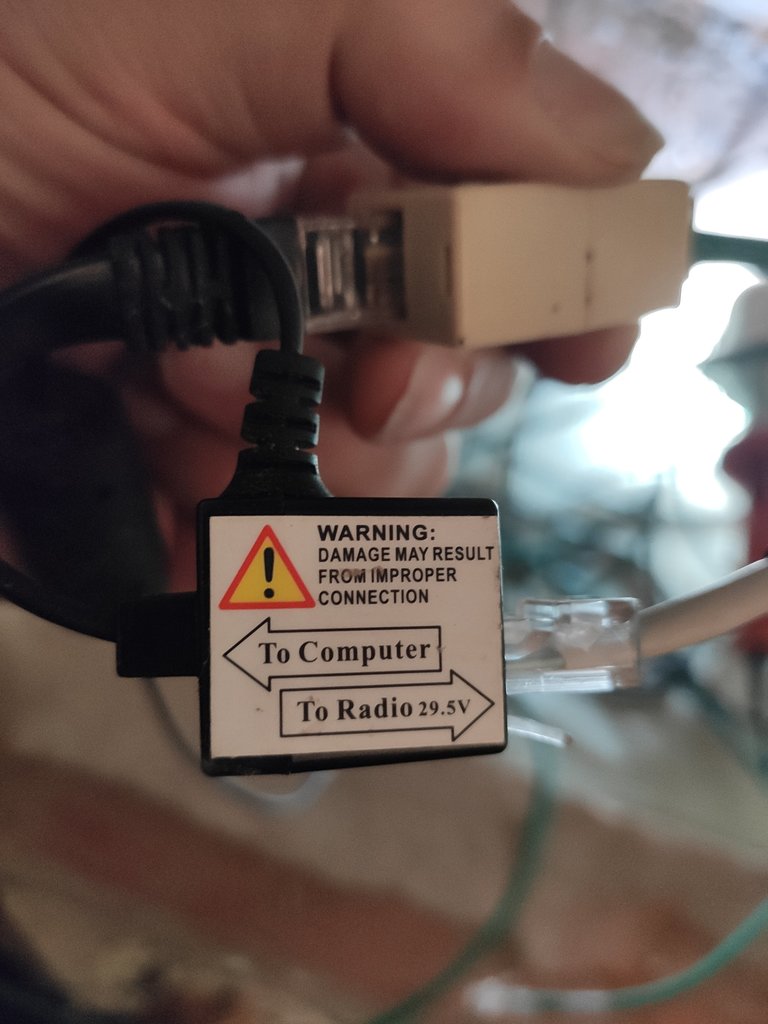 WARNING:
DAMAGE MAY RESULT
FROM IMPROPER
CONNECTION
To Computer
To Radio 29.5V